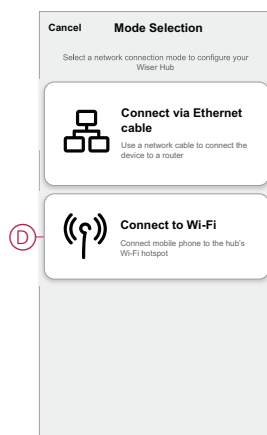 Cancel Mode Selection
Select a network connection mode to configure your
Wiser Hub
Connect via Ethernet
cable
Use a network cable to connect the
device to a router
D
Connect to Wi-Fi
Connect mobile phone to the hub's
Wi-Fi hotspot